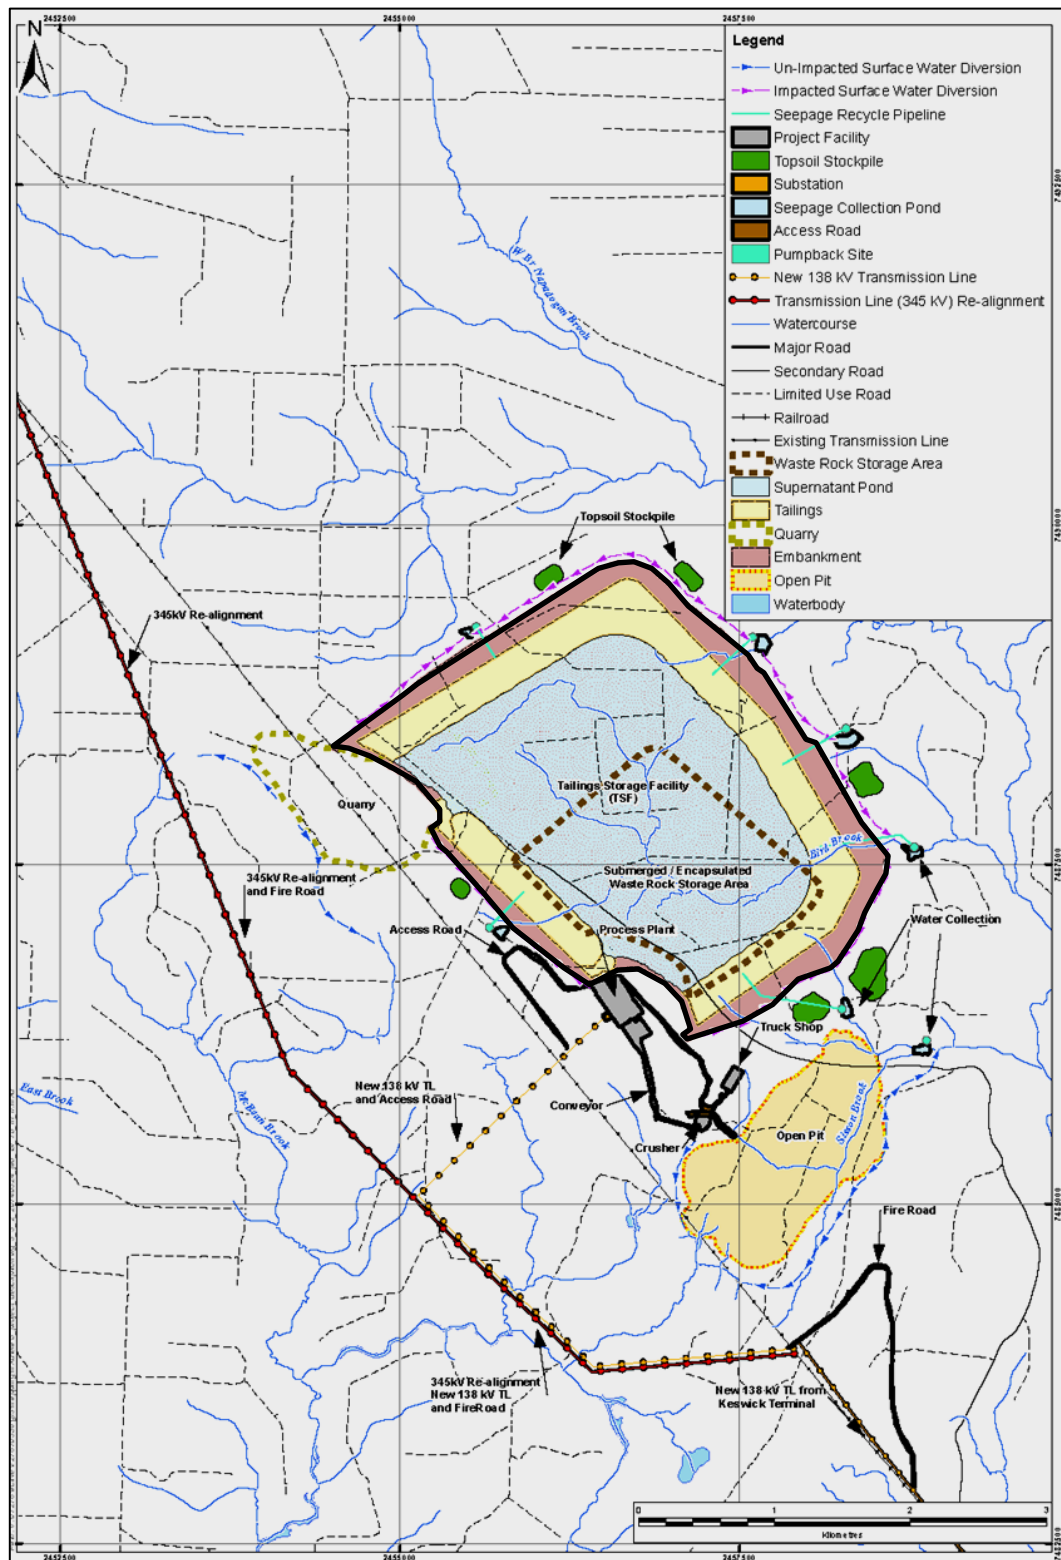 2452500
2455000
2457500
N
Legend
Un-Impacted Surface Water Diversion
Impacted Surface Water Diversion
Seepage Recycle Pipeline
Project Facility
Topsoil Stockpile
Substation
Seepage Collection Pond
Access Road
Pumpback Site
New 138 kV Transmission Line
Transmission Line (345 kV) Re-alignment
Watercourse
Major Road
Secondary Road
Limited Use Road
Railroad
Existing Transmission Line
Waste Rock Storage Area
Supernatant Pond
Tailings
Quarry
Embankment
Open Pit
Waterbody
W Br Napadogan Brook
Topsoil Stockpile
345kV Re-alignment
Quarry
Tailings Storage Facility
(TSF)
Bird Brook
345kV Re-alignment
and Fire Road
Submerged / Encapsulated
Waste Rock Storage Area
Access Road
Process Plant
Water Collection
Truck Shop
East Brook
McBean Brook
New 138 kV TL
and Access Road
Conveyor
Crusher
Open Pit
Simon Brook
Fire Road
345kV Re-alignment
New 138 kV TL
and FireRoad
New 138 kV TL from
Keswick Terminal
0 1 2 3
Kilometres
2452500
2455000
2457500